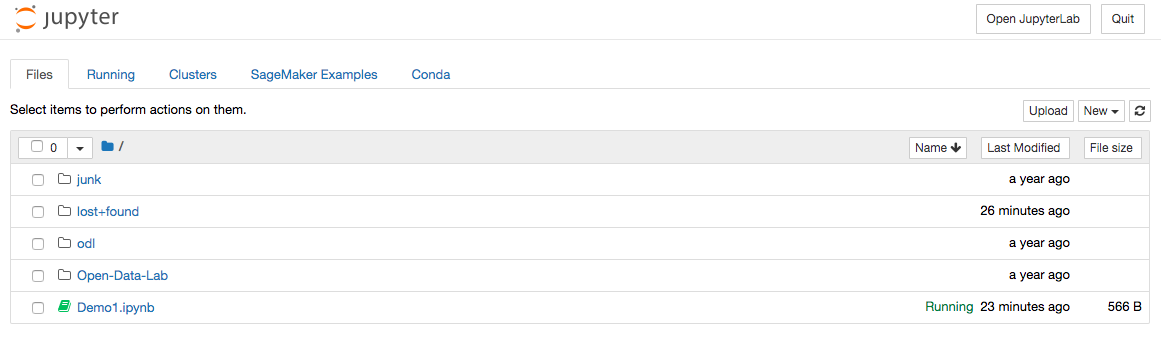 jupyter Open JupyterLab Quit
Files Running Clusters SageMaker Examples Conda
Select items to perform actions on them. Upload New
0 / Name Last Modified File size
junk a year ago
lost+found 26 minutes ago
odl a year ago
Open-Data-Lab a year ago
Demo1.ipynb Running 23 minutes ago 566 B